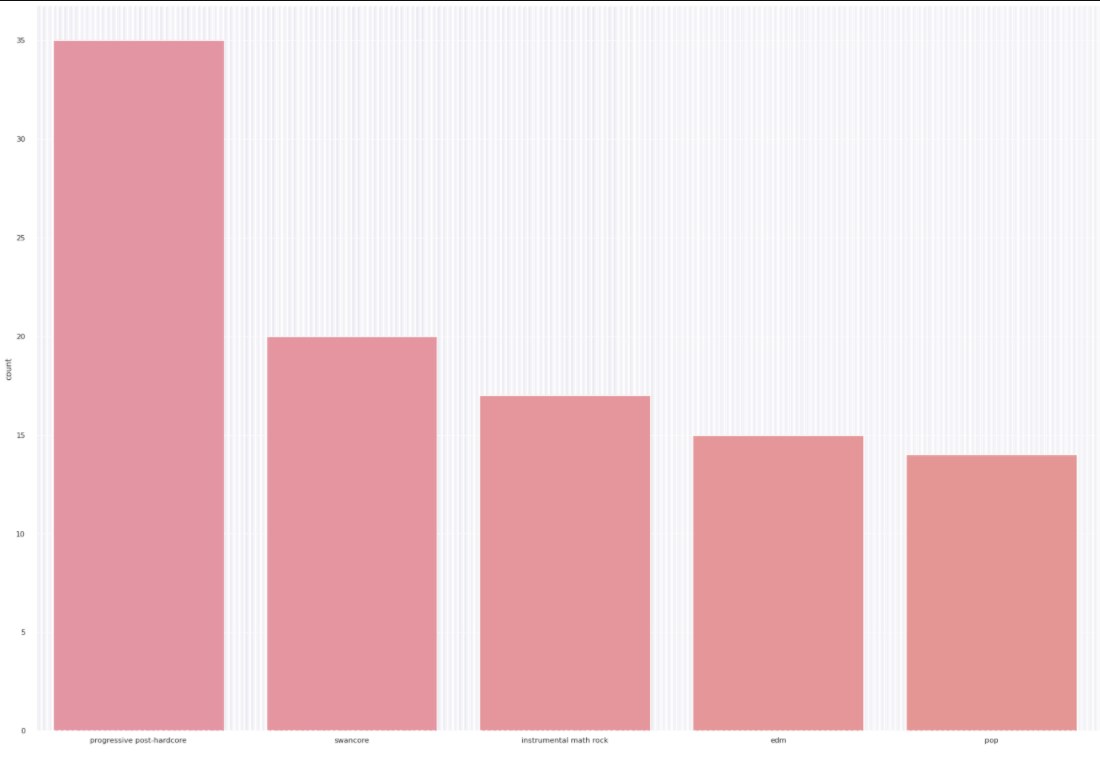 35
30
25
20
15
10
5
0
count
progressive post-hardcore
swancore
instrumental math rock
edm
pop